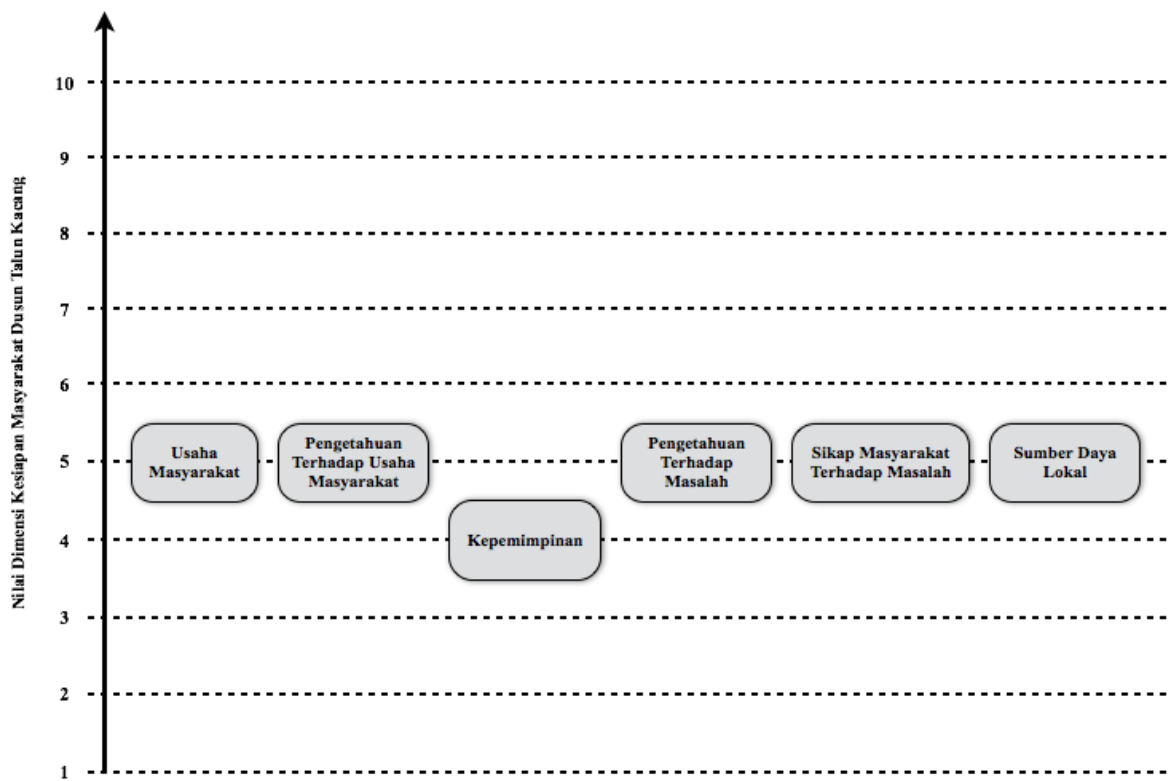 Nilai Dimensi Kesiapan Masyarakat Dusun Talun Kacang
10
9
8
7
6
5
4
3
2
1
Usaha
Masyarakat
Pengetahuan
Terhadap Usaha
Masyarakat
Kepemimpinan
Pengetahuan
Terhadap
Masalah
Sikap Masyarakat
Terhadap Masalah
Sumber Daya
Lokal